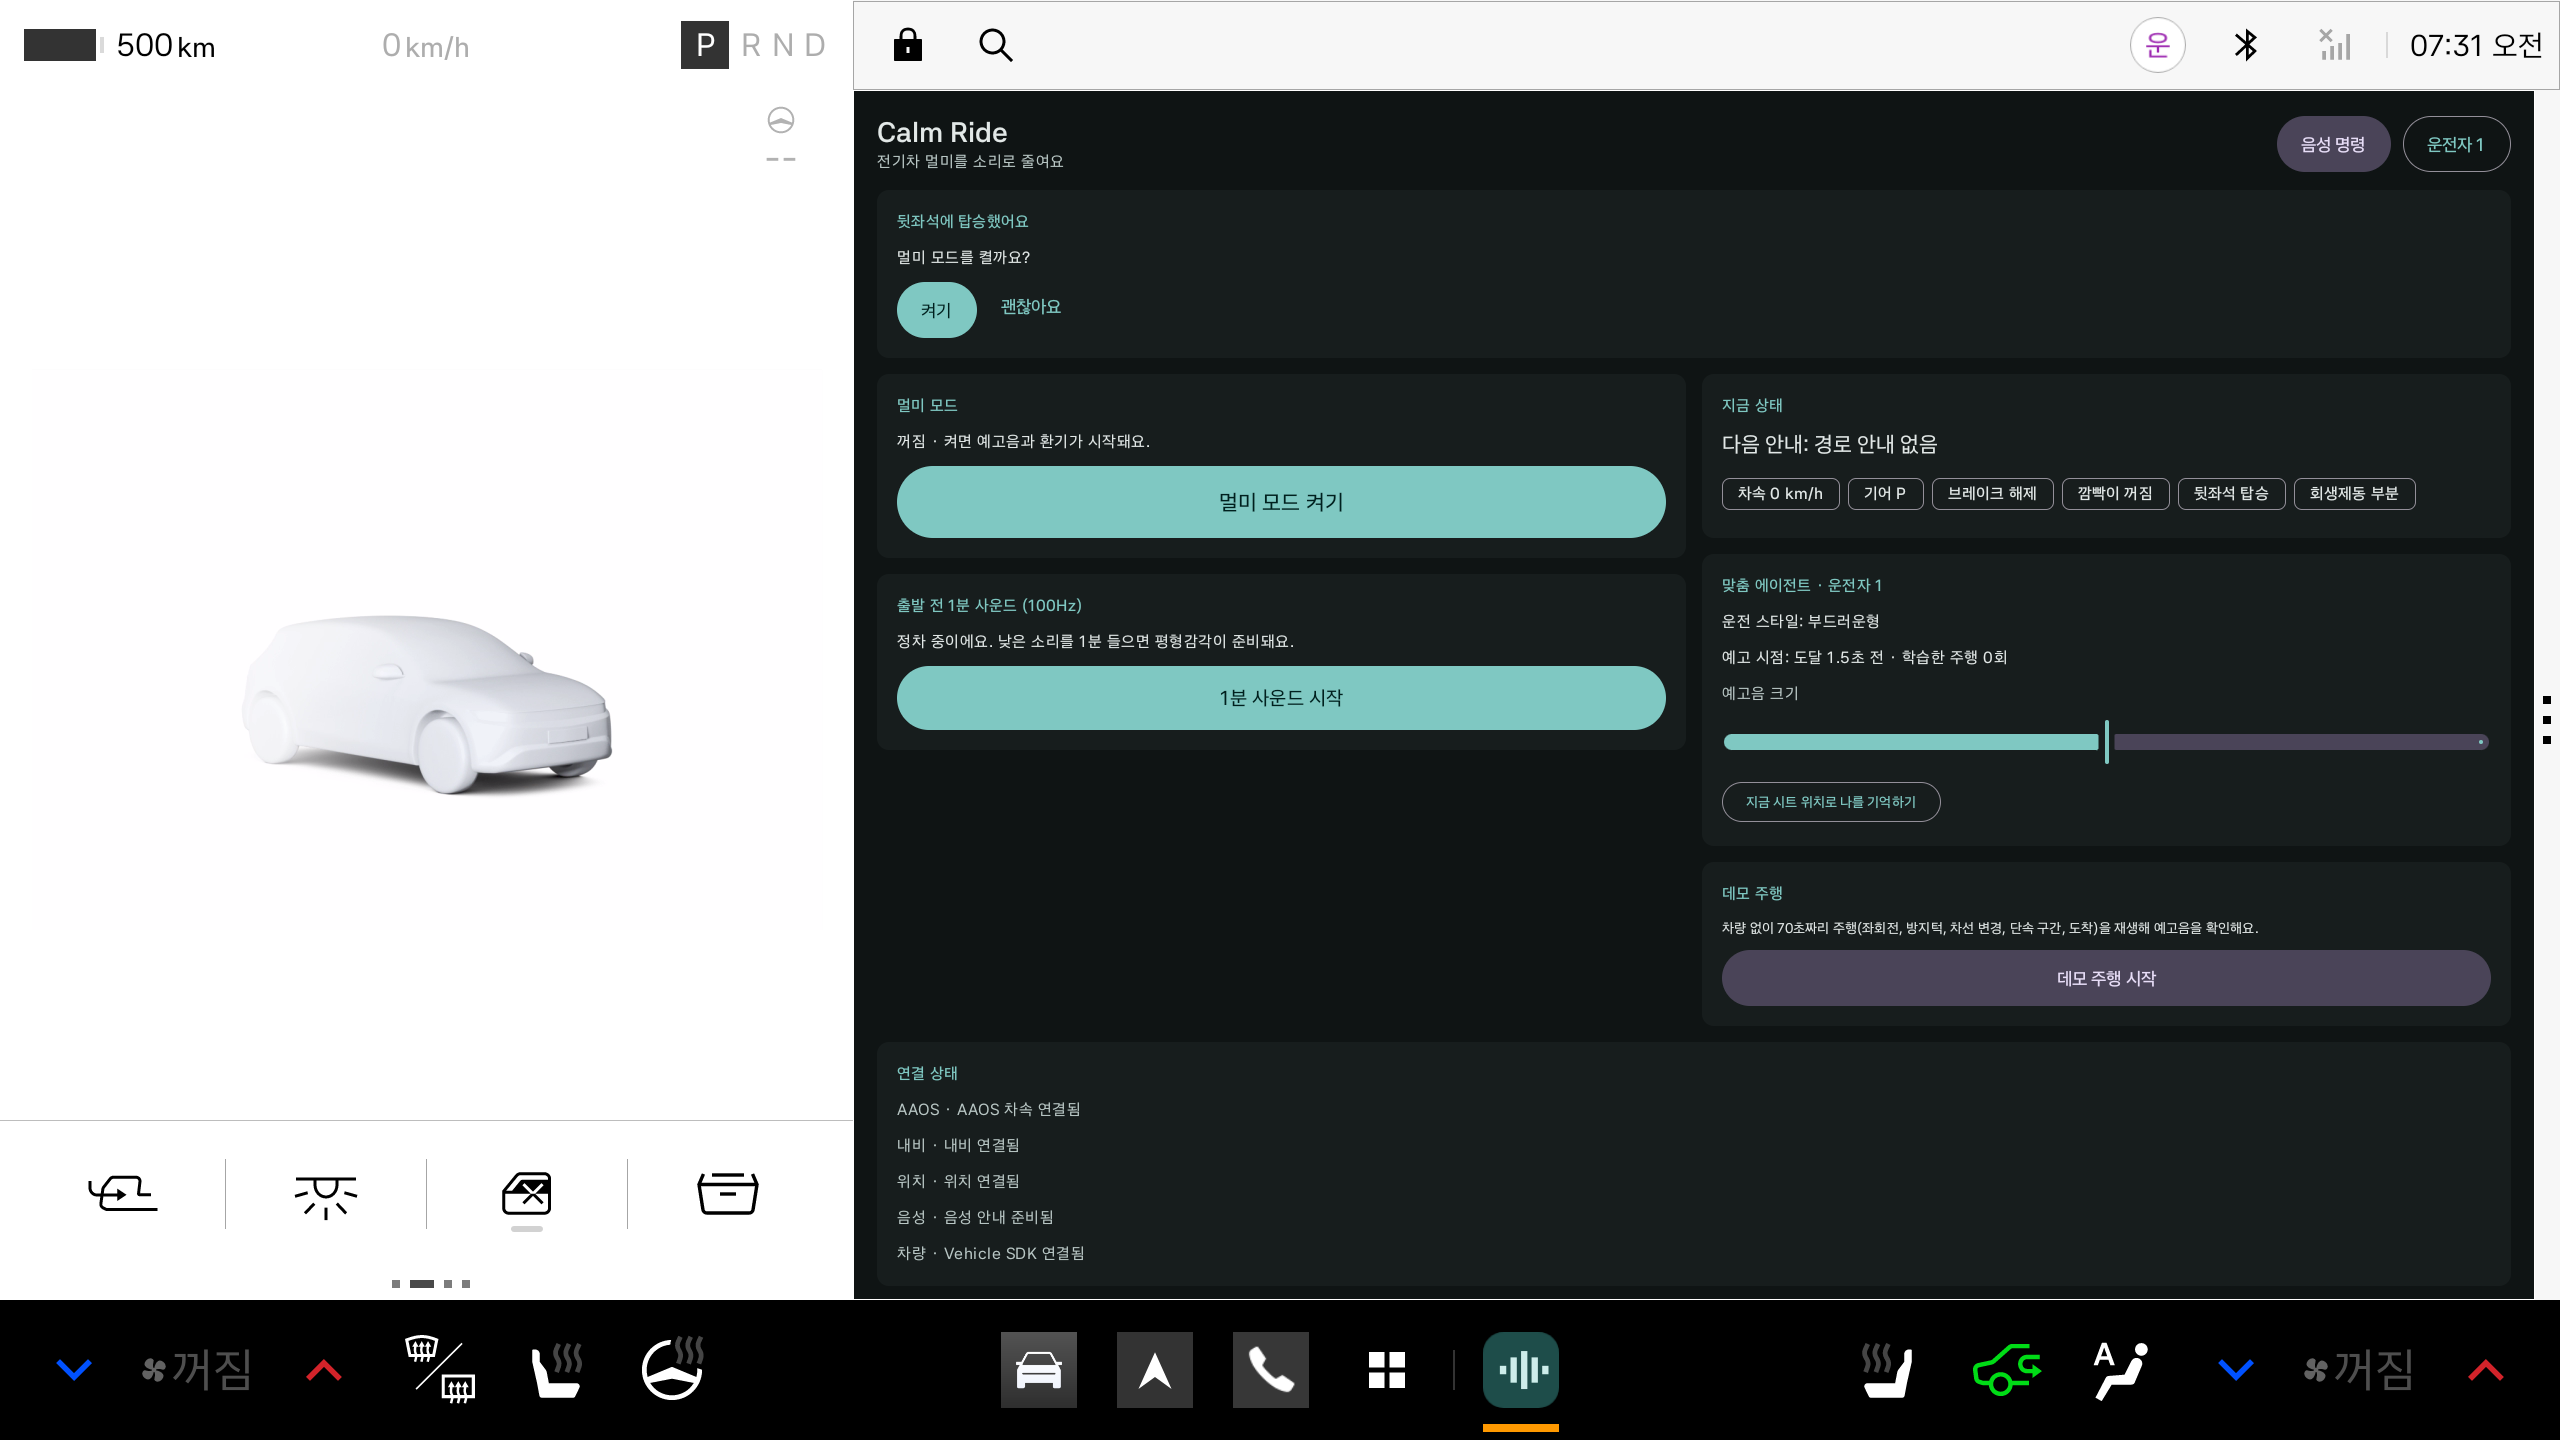 500 km
0 km/h
P R N D
운
07:31 오전
Calm Ride
전기차 멀미를 소리로 줄여요
음성 명령
운전자 1
뒷좌석에 탑승했어요
멀미 모드를 켤까요?
켜기
괜찮아요
멀미 모드
꺼짐 · 켜면 예고음과 환기가 시작돼요.
멀미 모드 켜기
출발 전 1분 사운드 (100Hz)
정차 중이에요. 낮은 소리를 1분 들으면 평형감각이 준비돼요.
1분 사운드 시작
지금 상태
다음 안내: 경로 안내 없음
차속 0 km/h
기어 P
브레이크 해제
깜빡이 꺼짐
뒷좌석 탑승
회생제동 부분
맞춤 에이전트 · 운전자 1
운전 스타일: 부드러운형
예고 시점: 도달 1.5초 전 · 학습한 주행 0회
예고음 크기
지금 시트 위치로 나를 기억하기
데모 주행
차량 없이 70초짜리 주행(좌회전, 방지턱, 차선 변경, 단속 구간, 도착)을 재생해 예고음을 확인해요.
데모 주행 시작
연결 상태
AAOS · AAOS 차속 연결됨
내비 · 내비 연결됨
위치 · 위치 연결됨
음성 · 음성 안내 준비됨
차량 · Vehicle SDK 연결됨
꺼짐
A
꺼짐